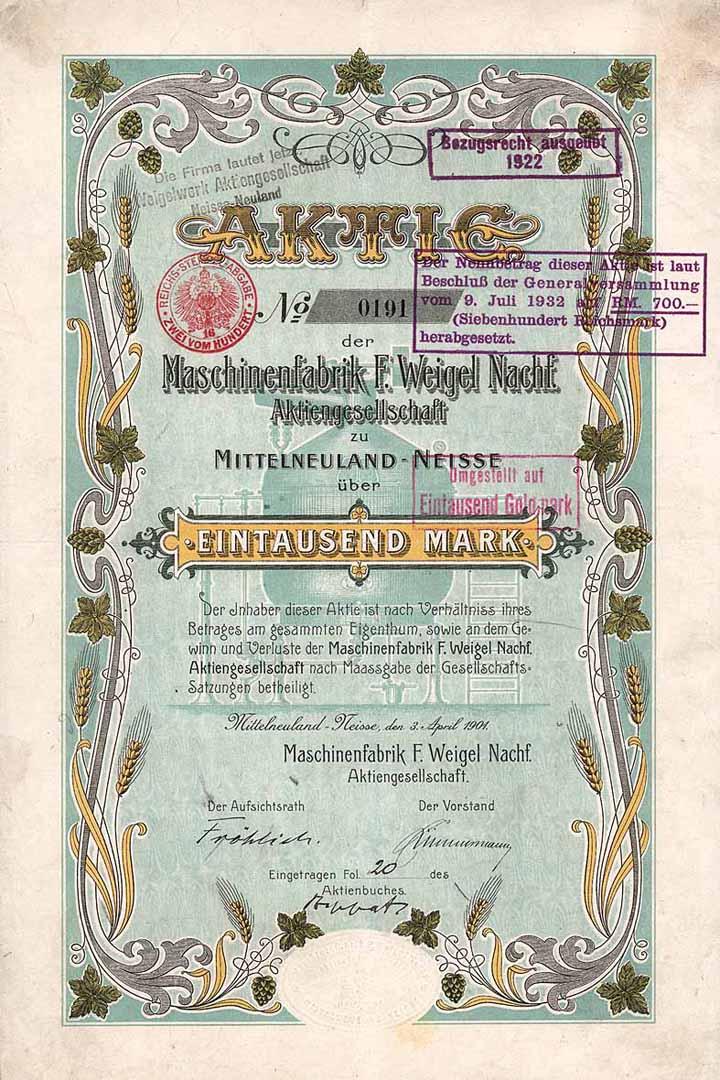 Bezugsrecht ausgeübt
1922
Die Firma lautet jetzt:
Weigelwerk Aktiengesellschaft
Neisse-Neuland
AKTIE
Der Nennbetrag dieser Aktie ist laut
Beschluß der Generalversammlung
vom 9. Juli 1932 auf RM. 700.—
(Siebenhundert Reichsmark)
herabgesetzt.
REICHS-STEMPEL-ABGABE
ZWEI VOM HUNDERT
16
No 0191
der
Maschinenfabrik F. Weigel Nachf.
Aktiengesellschaft
zu
MITTELNEULAND-NEISSE
über
Umgestellt auf
Eintausend Goldmark
EINTAUSEND MARK
Der Inhaber dieser Aktie ist nach Verhältniss ihres
Betrages am gesammten Eigenthum, sowie an dem Ge-
winn und Verluste der Maschinenfabrik F. Weigel Nachf.
Aktiengesellschaft nach Maassgabe der Gesellschafts-
Satzungen betheiligt.
Mittelneuland-Neisse, den 3. April 1901.
Maschinenfabrik F. Weigel Nachf.
Aktiengesellschaft.
Der Aufsichtsrath Der Vorstand
Fröhlich. Zimmermann
Eingetragen Fol. 20 des
Aktienbuches.